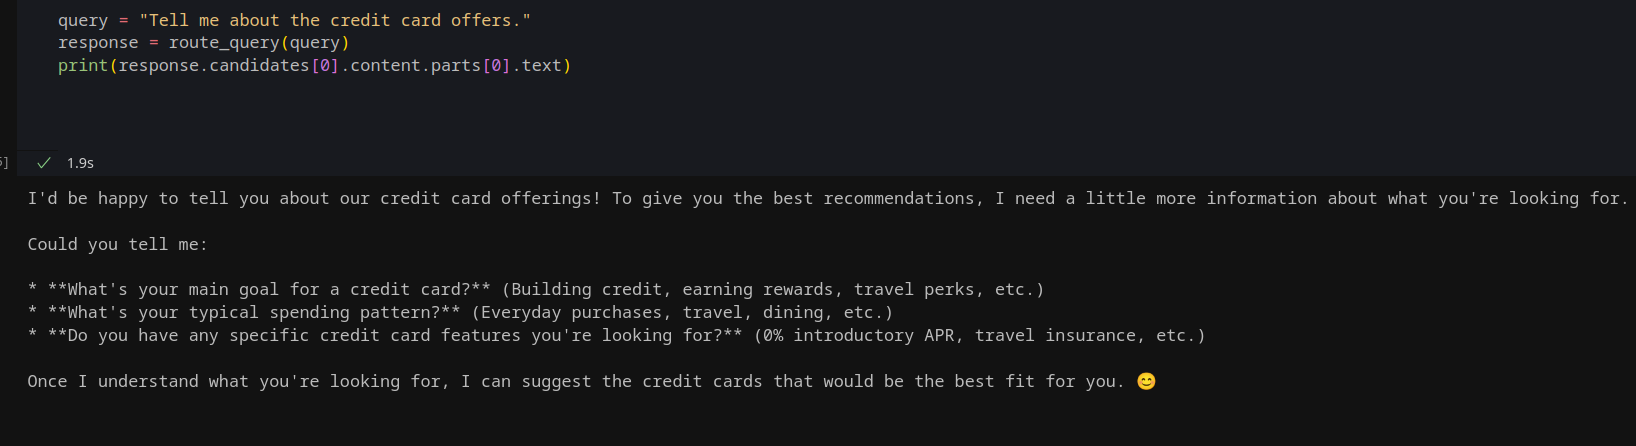 query = "Tell me about the credit card offers."
response = route_query(query)
print(response.candidates[0].content.parts[0].text)
] ✓ 1.9s
I'd be happy to tell you about our credit card offerings! To give you the best recommendations, I need a little more information about what you're looking for.
Could you tell me:
* **What's your main goal for a credit card?** (Building credit, earning rewards, travel perks, etc.)
* **What's your typical spending pattern?** (Everyday purchases, travel, dining, etc.)
* **Do you have any specific credit card features you're looking for?** (0% introductory APR, travel insurance, etc.)
Once I understand what you're looking for, I can suggest the credit cards that would be the best fit for you. 😊